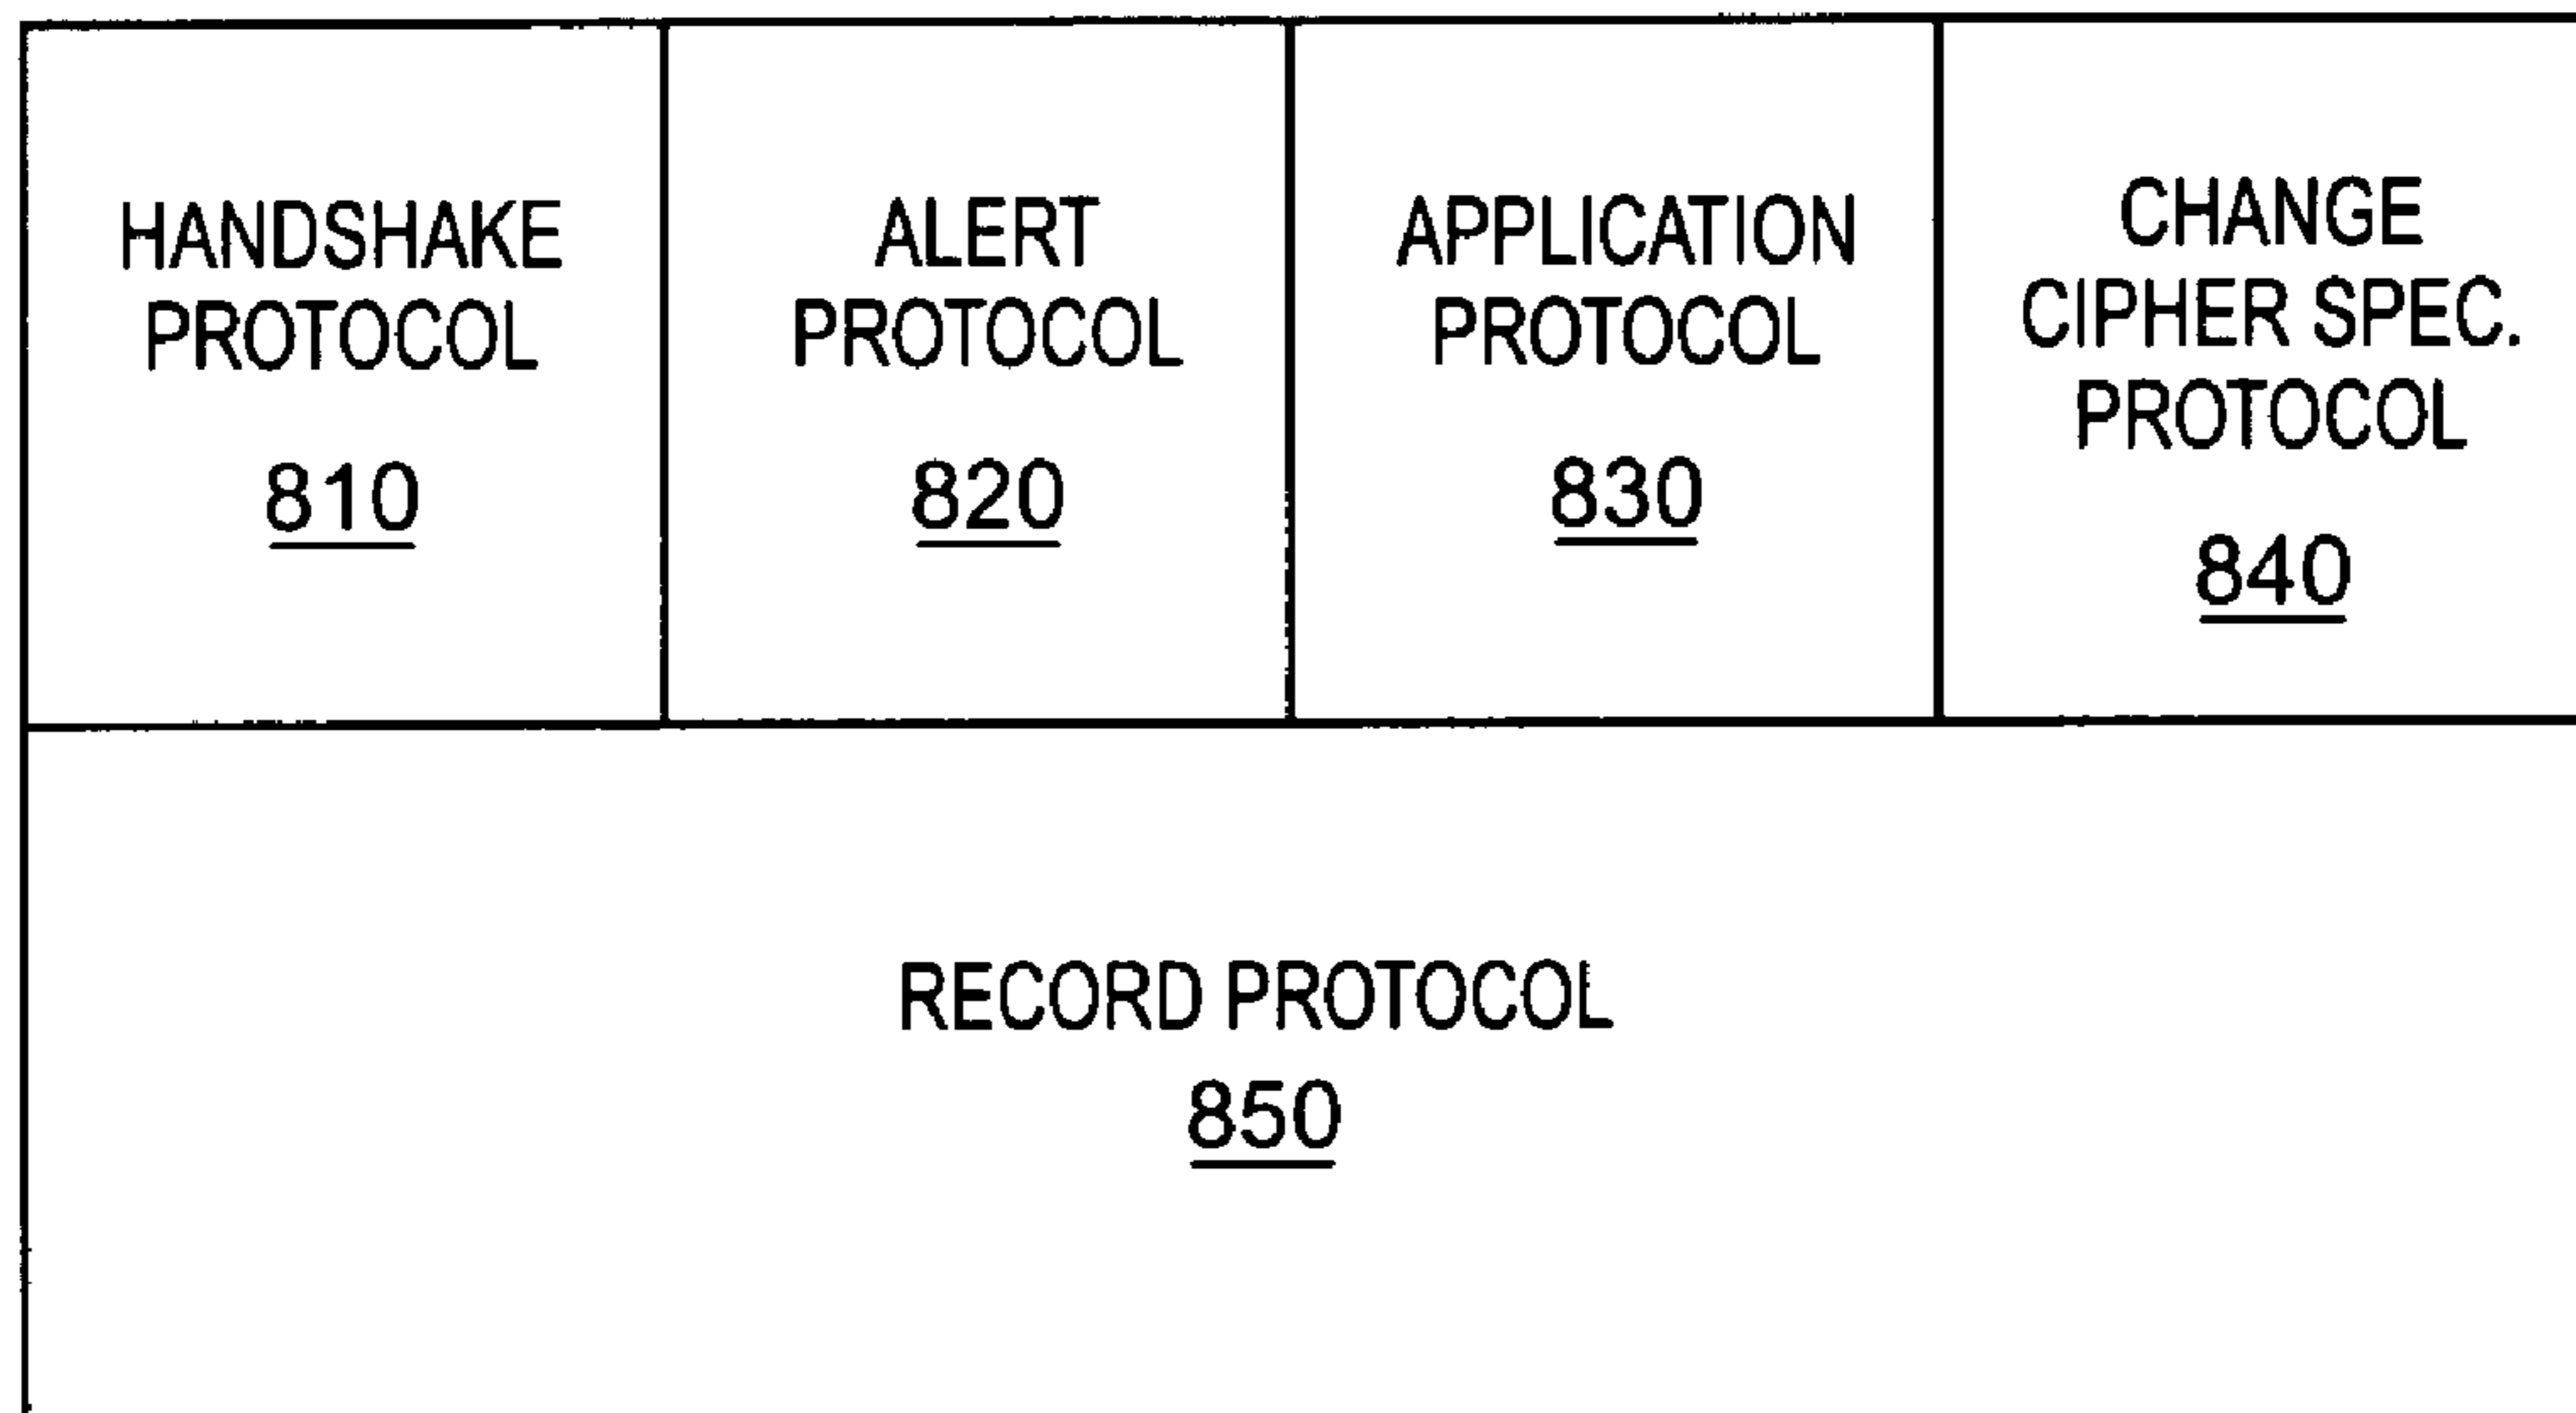 HANDSHAKE
PROTOCOL
810
ALERT
PROTOCOL
820
APPLICATION
PROTOCOL
830
CHANGE
CIPHER SPEC.
PROTOCOL
840
RECORD PROTOCOL
850